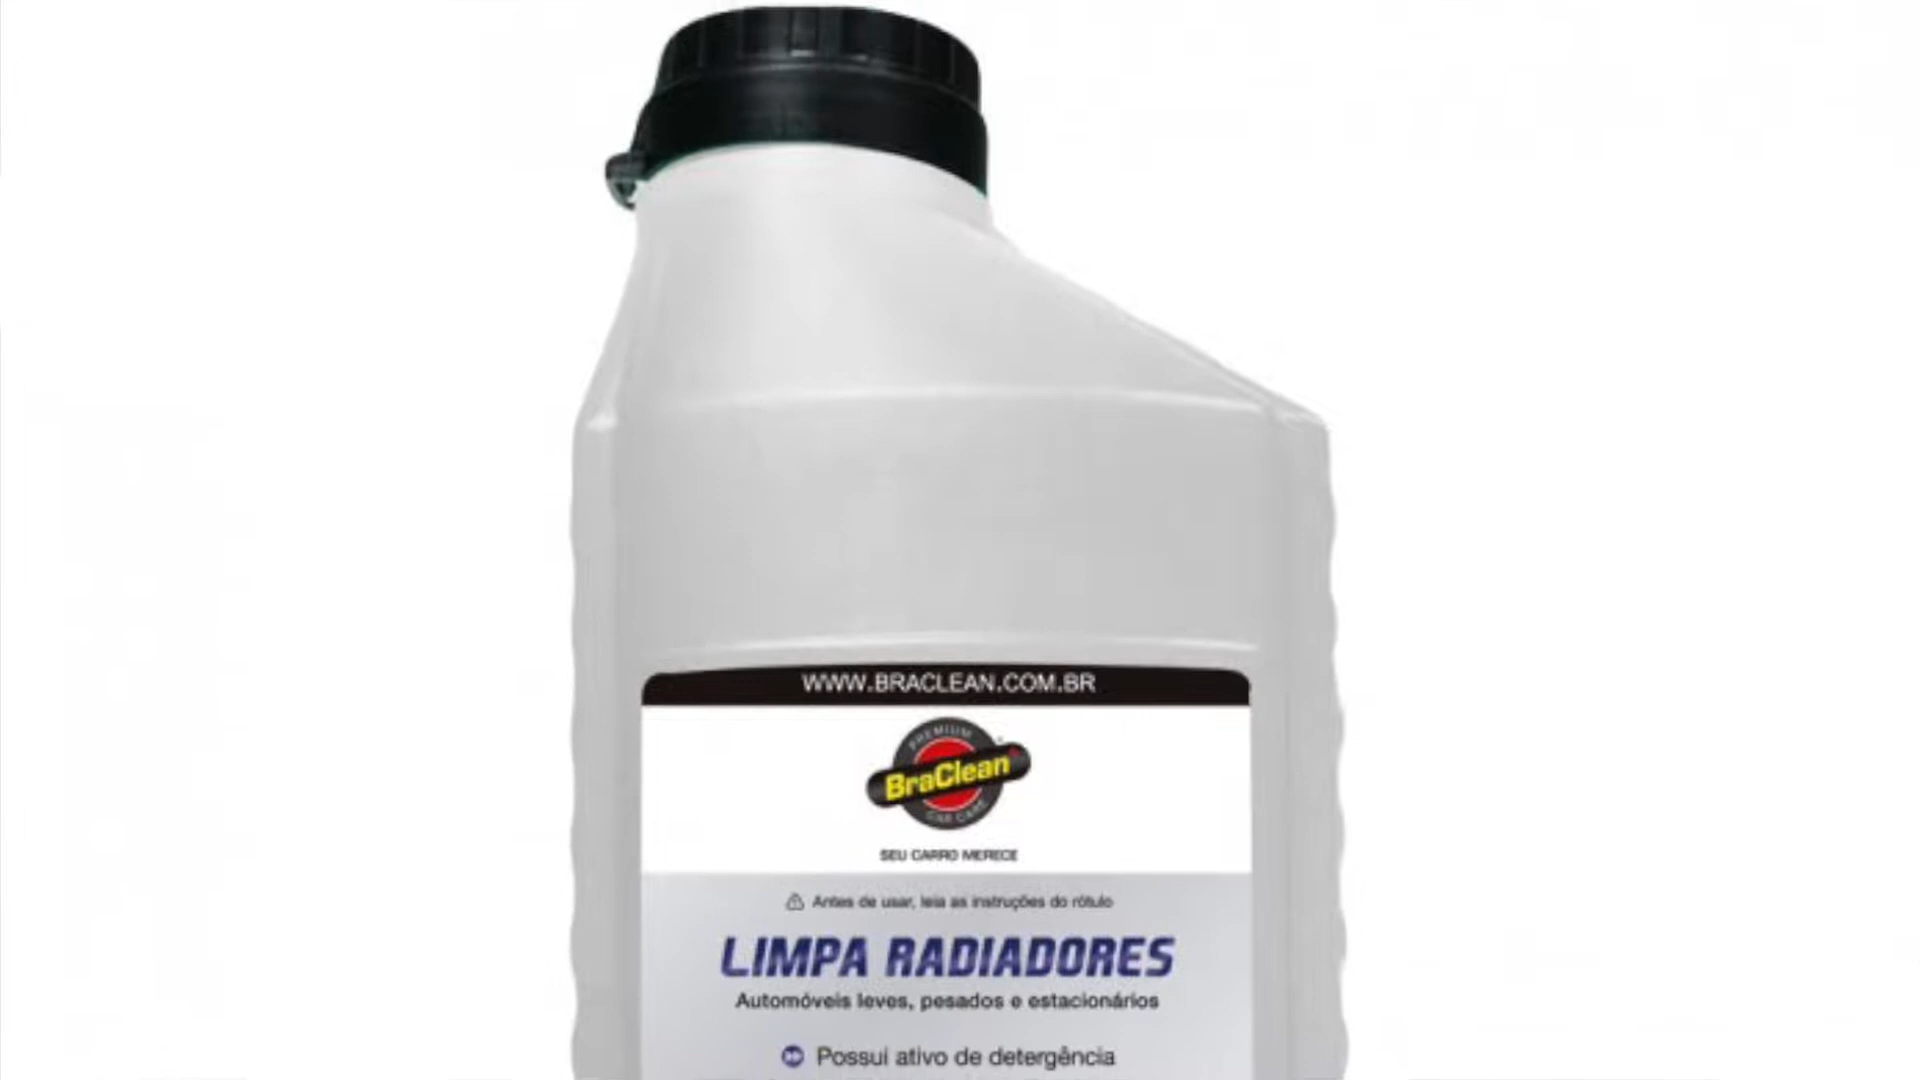 WWW.BRACLEAN.COM.BR
PREMIUM
BraClean
CAR CARE
SEU CARRO MERECE
Antes de usar, leia as instruções do rótulo
LIMPA RADIADORES
Automóveis leves, pesados e estacionários
Possui ativo de detergência